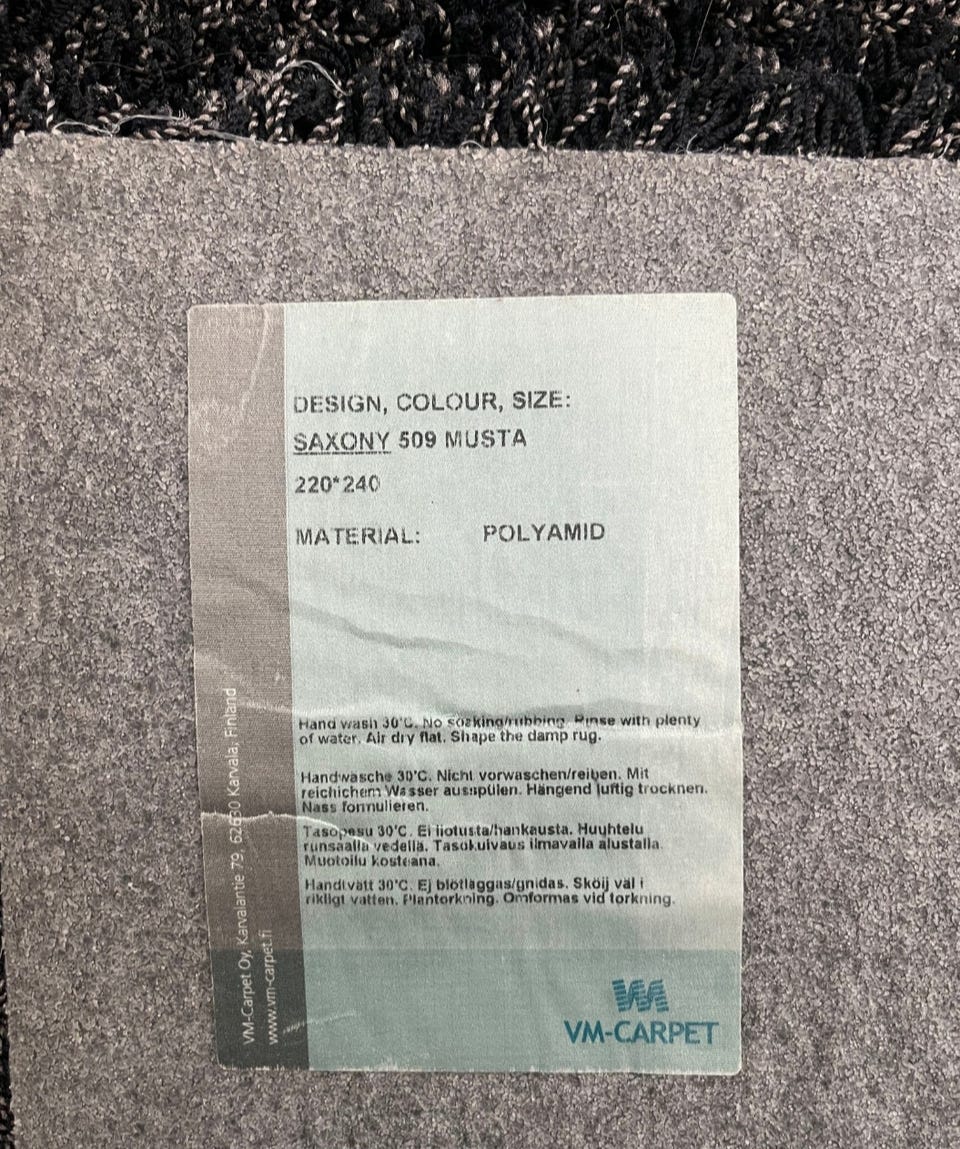 DESIGN, COLOUR, SIZE:
SAXONY 509 MUSTA
220*240
MATERIAL: POLYAMID
Hand wash 30°C. No soaking/rubbing. Rinse with plenty
of water. Air dry flat. Shape the damp rug.
Handwasche 30°C. Nicht vorwaschen/reiben. Mit
reichichem Wasser ausspülen. Hängend luftig trocknen.
Nass formulieren.
Tasopesu 30°C. Ei liotusta/hankausta. Huuhtelu
runsaalla vedellä. Tasokuivaus ilmavalla alustalla.
Muotoilu kosteana.
Handtvätt 30°C. Ej blötläggas/gnidas. Sköij väl i
rikligt vatten. Plantorkning. Omformas vid torkning.
VM-Carpet Oy, Karvalantie 79, 62630 Karvala, Finland
www.vm-carpet.fi
VM-CARPET